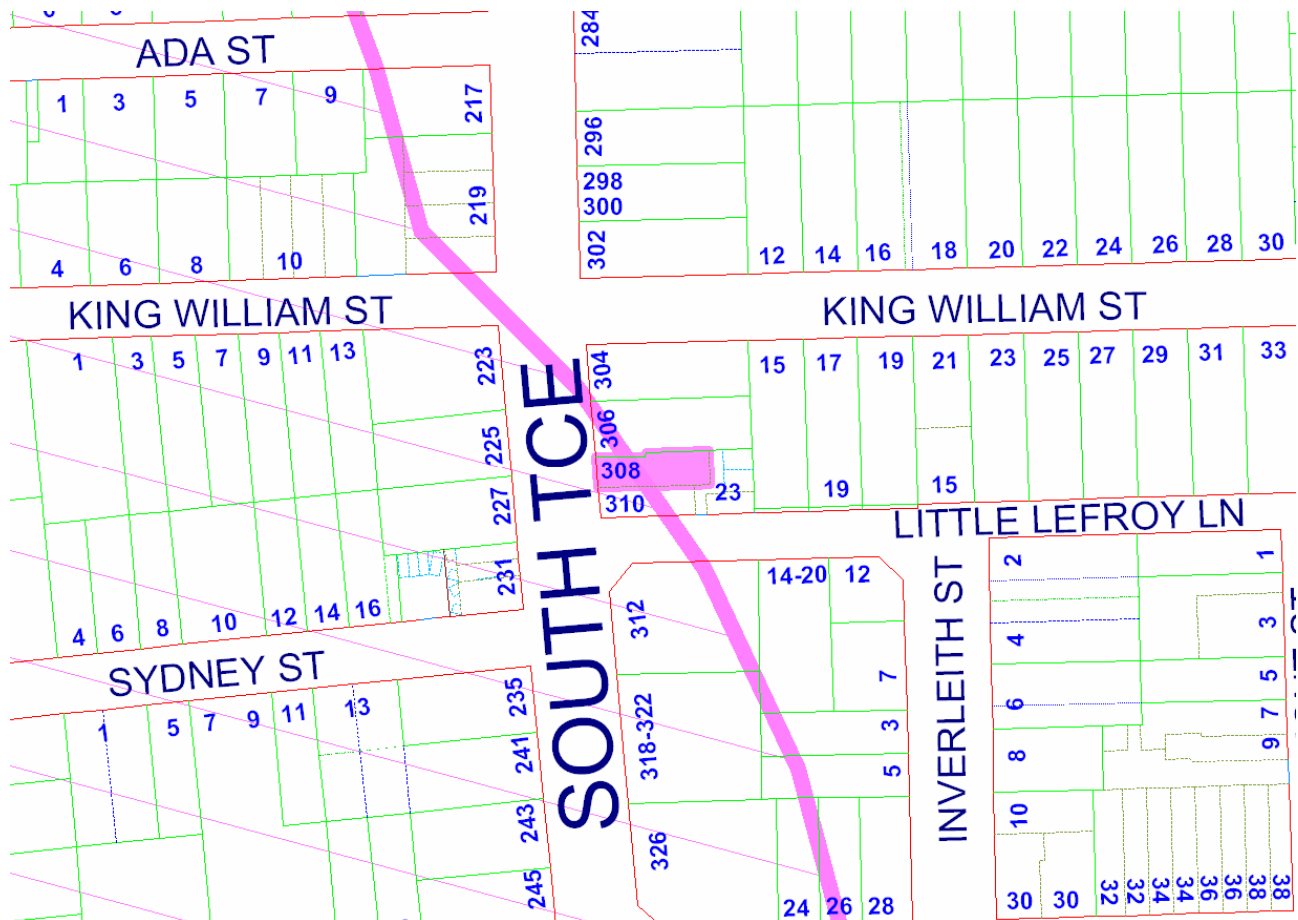 284
ADA ST
1 3 5 7 9
217
296
298
300
219
302
4 6 8 10
12 14 16 18 20 22 24 26 28 30
KING WILLIAM ST
KING WILLIAM ST
1 3 5 7 9 11 13
223
304
15 17 19 21 23 25 27 29 31 33
225
306
308
227
310
23
19
15
SOUTH TCE
LITTLE LEFROY LN
231
14-20 12
2
1
4 6 8 10 12 14 16
312
INVERLEITH ST
4
3
SYDNEY ST
7
5
235
6
7
1 5 7 9 11 13
318-322
3
241
8
9
5
243
10
326
245
24 26 28
30 30 32 32 34 34 36 36 38 38